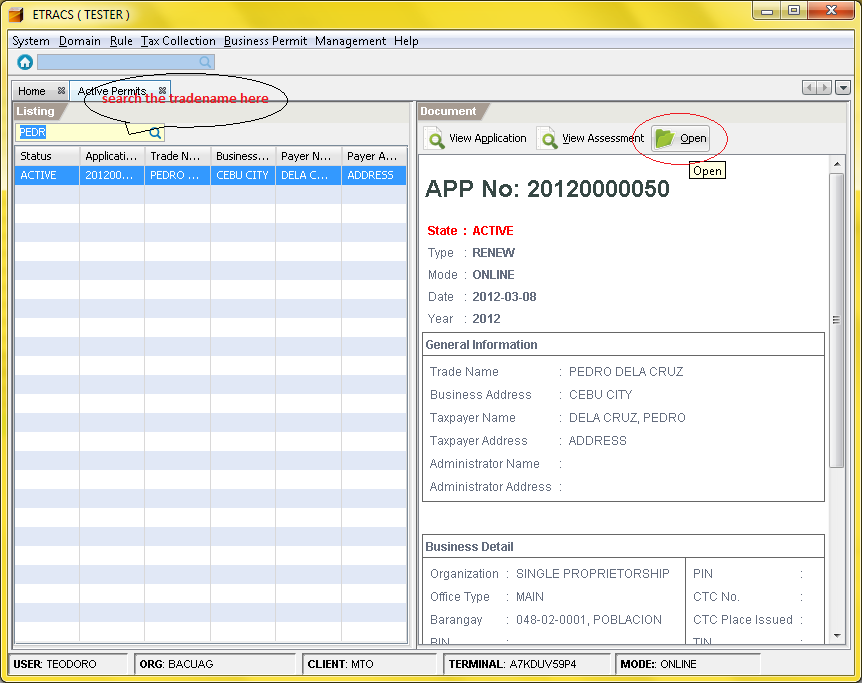 ETRACS ( TESTER )
System Domain Rule Tax Collection Business Permit Management Help
Home Active Permits
search the tradename here
Listing
PEDR
Status Applicati... Trade N... Business... Payer N... Payer A...
ACTIVE 201200... PEDRO ... CEBU CITY DELA C... ADDRESS
Document
View Application View Assessment Open
Open
APP No: 20120000050
State : ACTIVE
Type : RENEW
Mode : ONLINE
Date : 2012-03-08
Year : 2012
General Information
Trade Name : PEDRO DELA CRUZ
Business Address : CEBU CITY
Taxpayer Name : DELA CRUZ, PEDRO
Taxpayer Address : ADDRESS
Administrator Name :
Administrator Address :
Business Detail
Organization : SINGLE PROPRIETORSHIP PIN :
Office Type : MAIN CTC No. :
Barangay : 048-02-0001, POBLACION CTC Place Issued :
BIN : TIN :
USER: TEODORO ORG: BACUAG CLIENT: MTO TERMINAL: A7KDUV59P4 MODE:: ONLINE